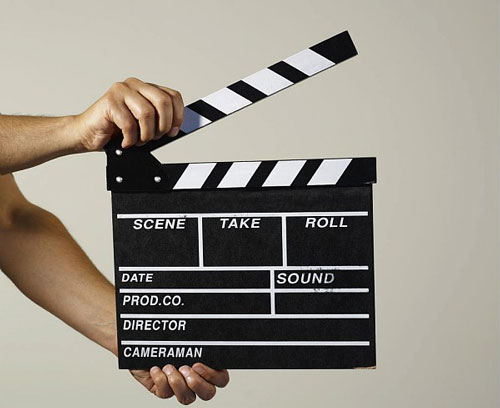 SCENE TAKE ROLL
DATE SOUND
PROD.CO.
DIRECTOR
CAMERAMAN